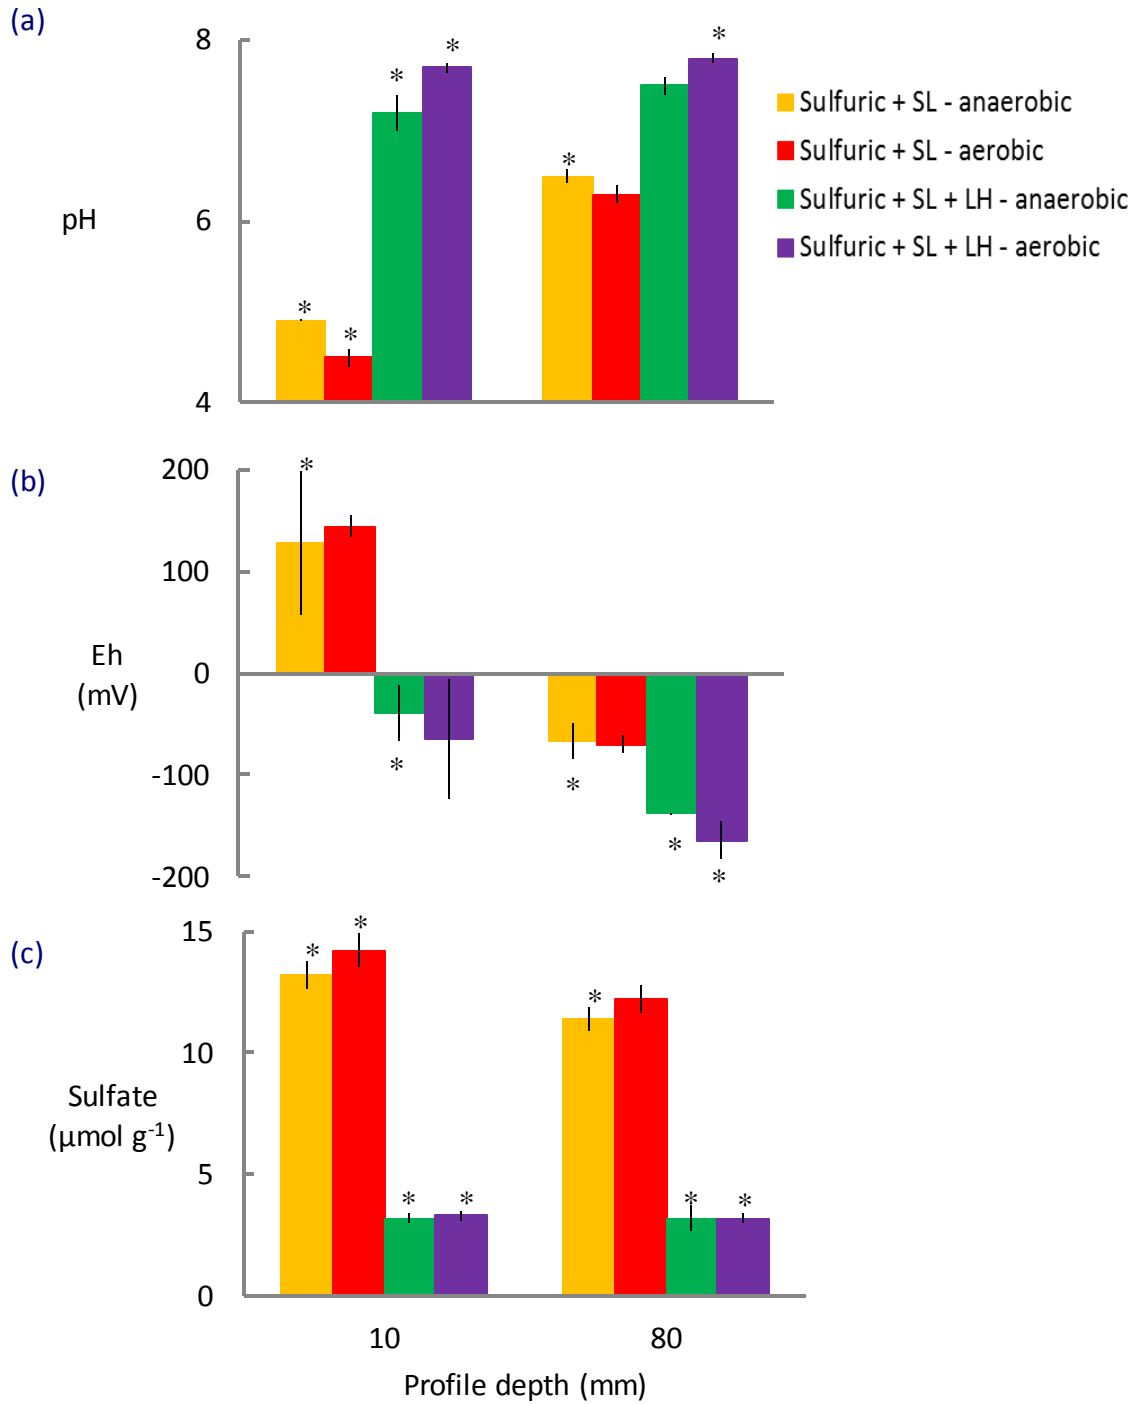 (a)
8
6
4
pH
* * * * * *
Sulfuric + SL - anaerobic
Sulfuric + SL - aerobic
Sulfuric + SL + LH - anaerobic
Sulfuric + SL + LH - aerobic
(b)
200
100
0
-100
-200
Eh
(mV)
* * * * *
(c)
15
10
5
0
Sulfate
(µmol g⁻¹)
* * * * * * *
10 80
Profile depth (mm)